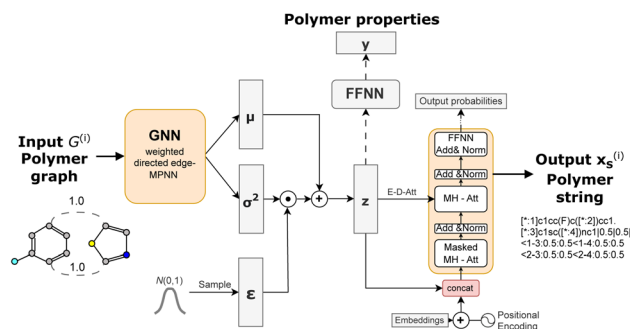 Polymer properties
y
FFNN
Output probabilities
Input G(i)
Polymer
graph
GNN
weighted
directed edge-
MPNN
μ
σ²
z
E-D-Att
FFNN
Add& Norm
Add &Norm
MH - Att
Add &Norm
Masked
MH - Att
Output xₛ(i)
Polymer
string
[*:1]c1cc(F)c([*:2])cc1.
[*:3]c1sc([*:4])nc1|0.5|0.5|
<1-3:0.5:0.5<1-4:0.5:0.5
<2-3:0.5:0.5<2-4:0.5:0.5
1.0
1.0
N(0,1)
Sample
ε
concat
Embeddings
Positional
Encoding